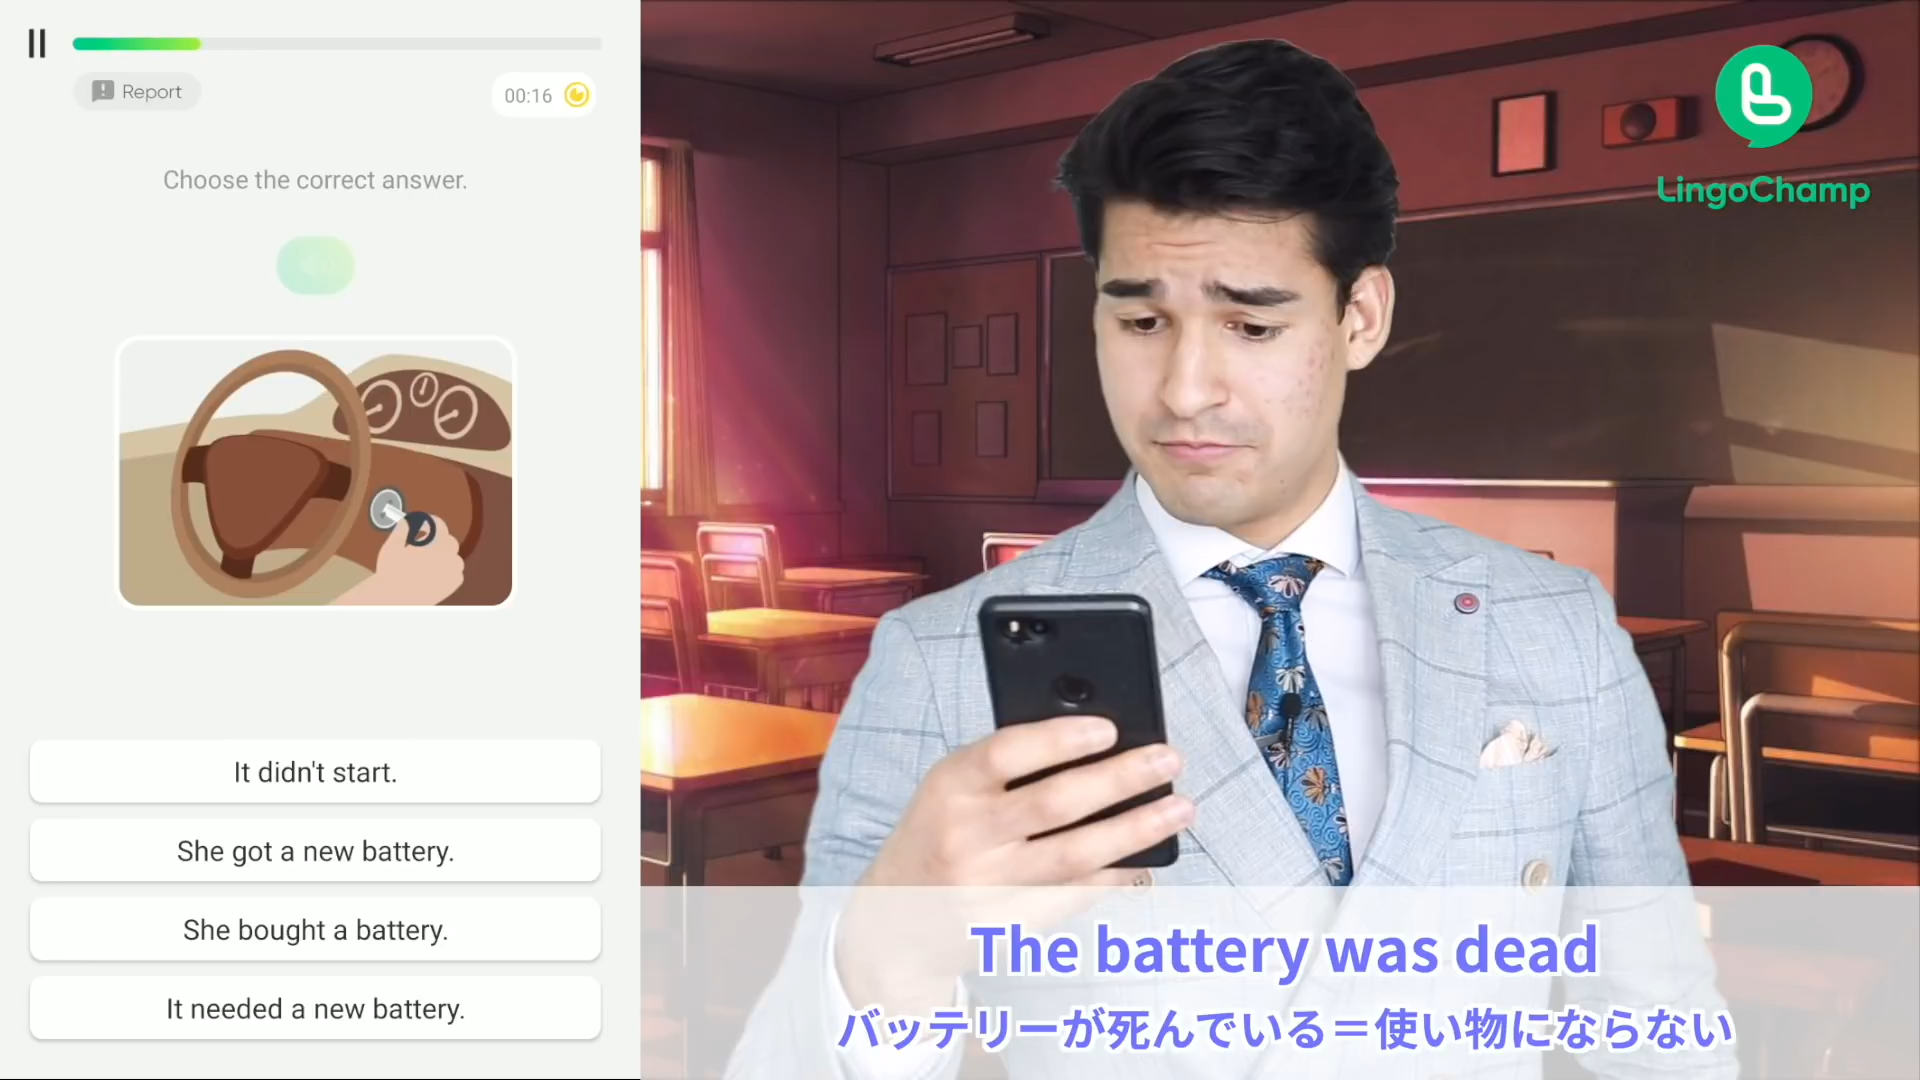 Report
00:16
Choose the correct answer.
It didn't start.
She got a new battery.
She bought a battery.
It needed a new battery.
LingoChamp
The battery was dead
バッテリーが死んでいる＝使い物にならない